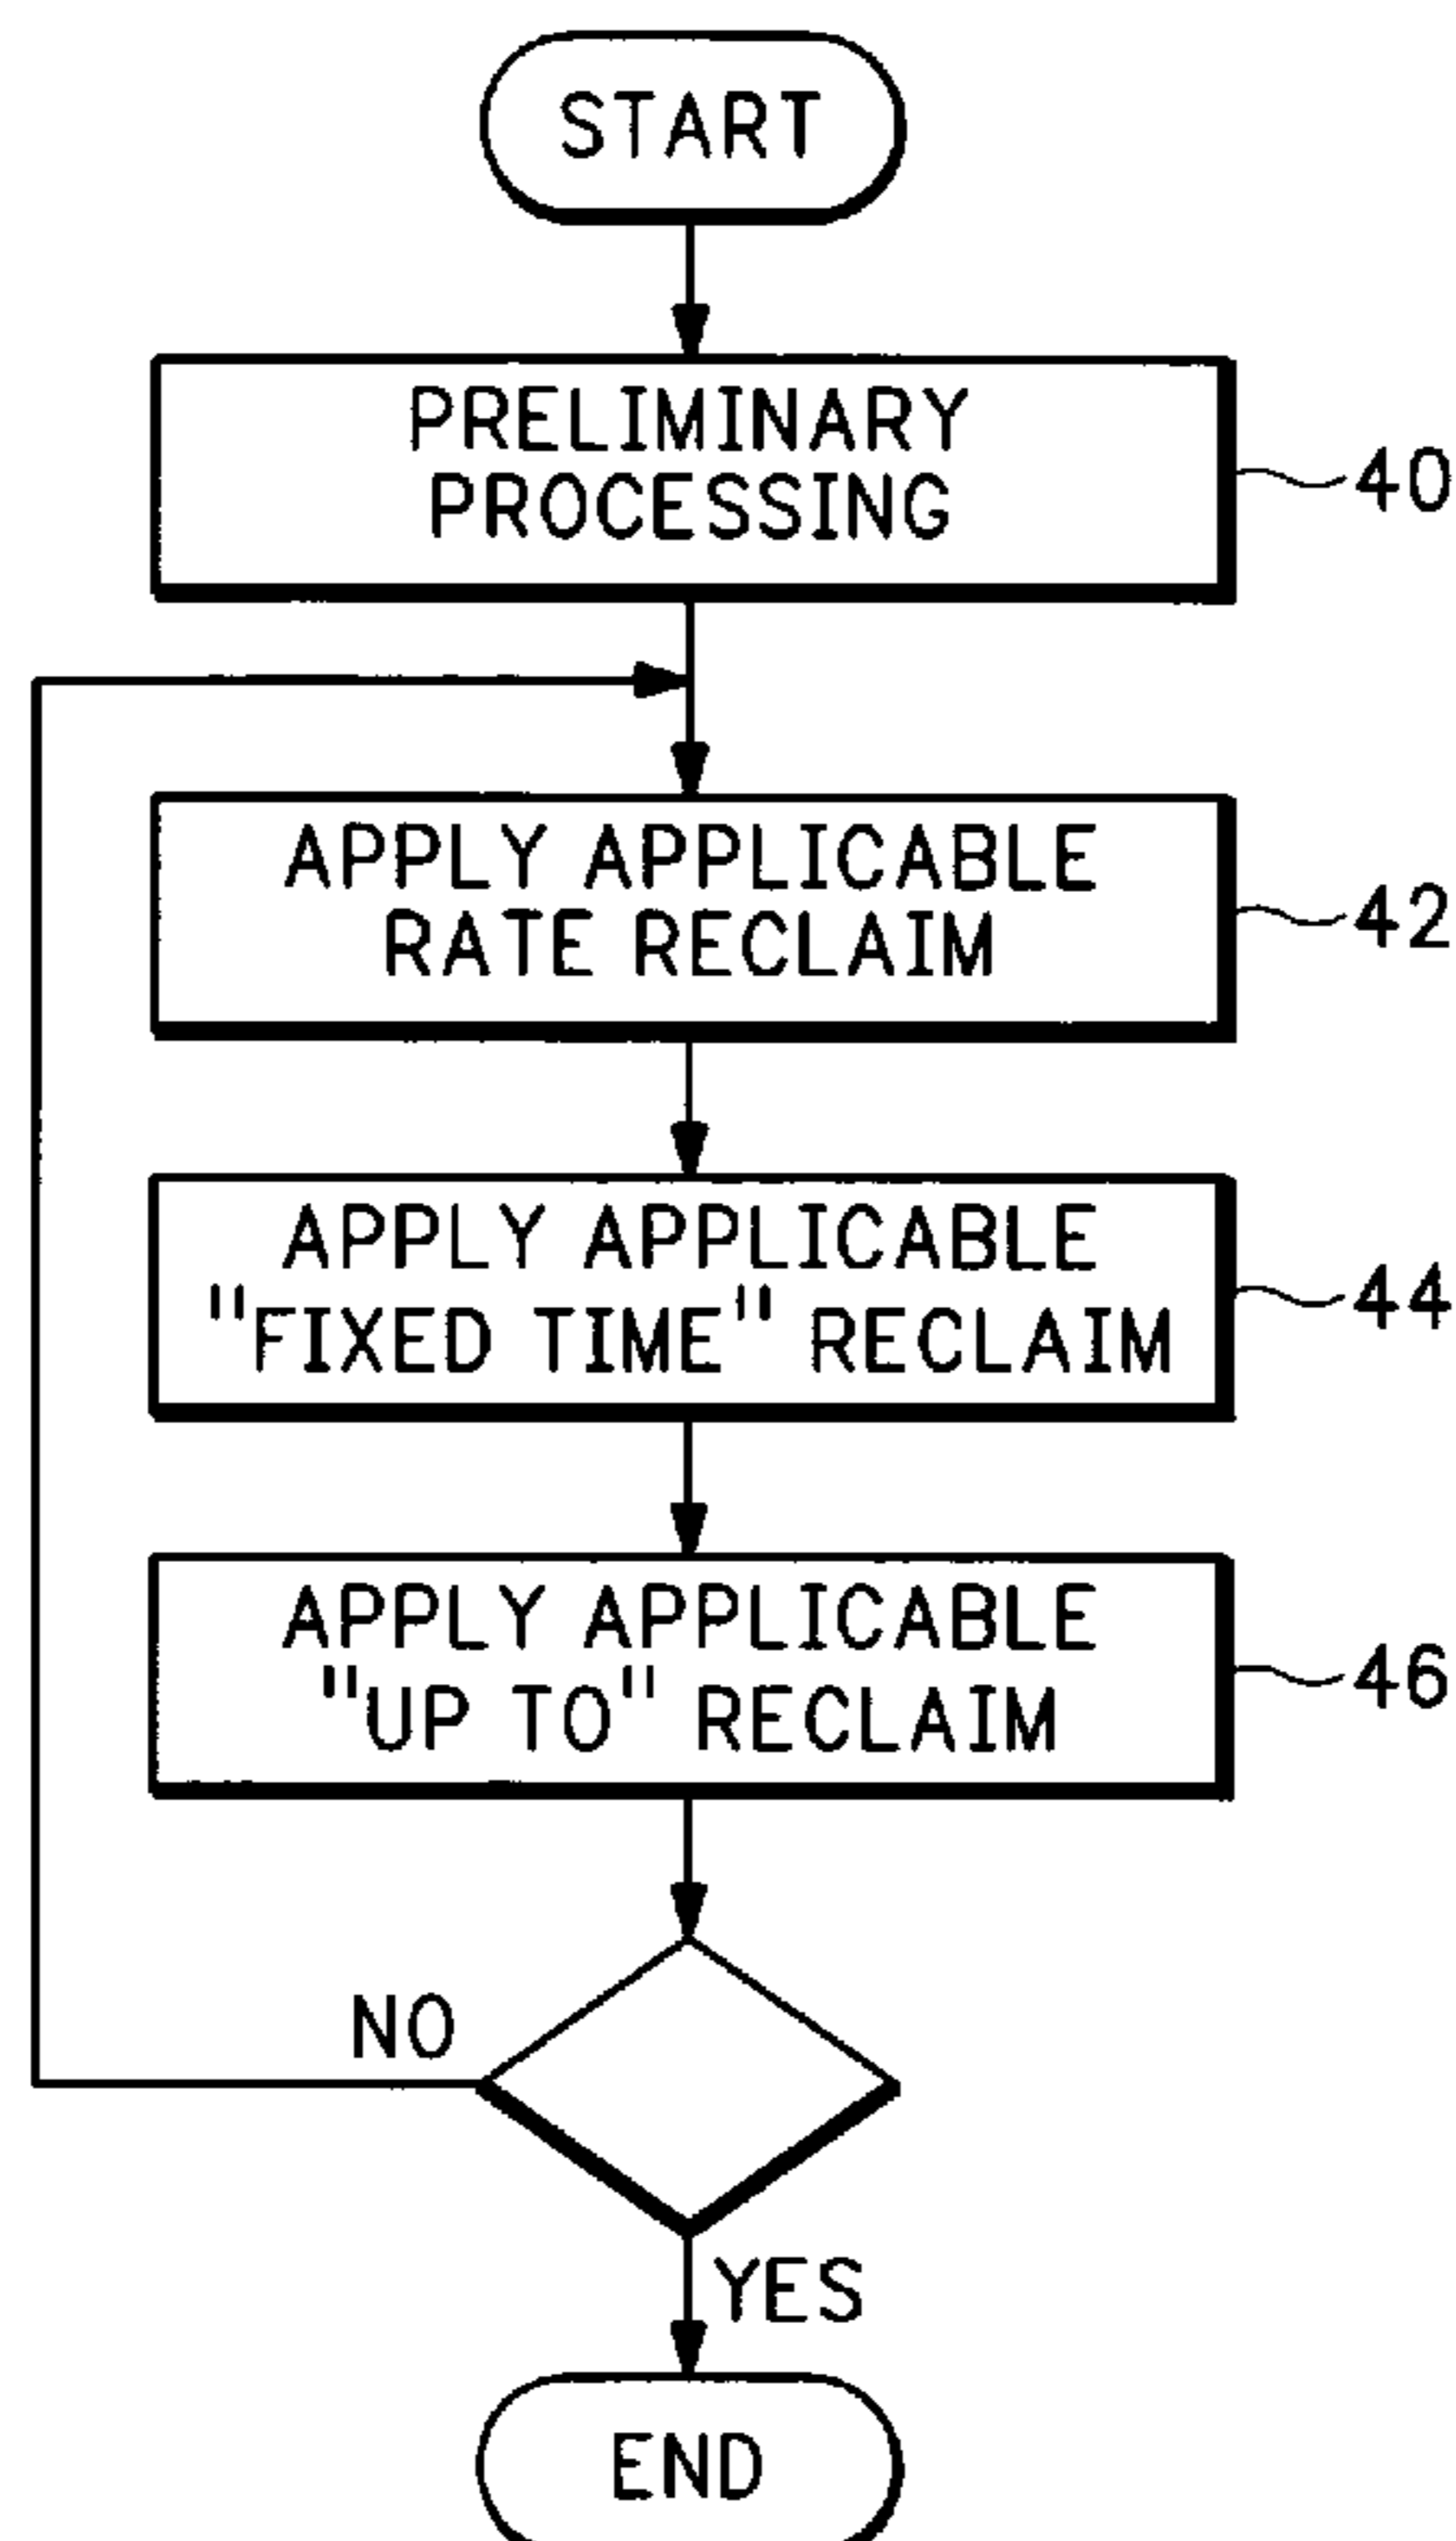 START
PRELIMINARY
PROCESSING
40
APPLY APPLICABLE
RATE RECLAIM
42
APPLY APPLICABLE
"FIXED TIME" RECLAIM
44
APPLY APPLICABLE
"UP TO" RECLAIM
46
NO
YES
END